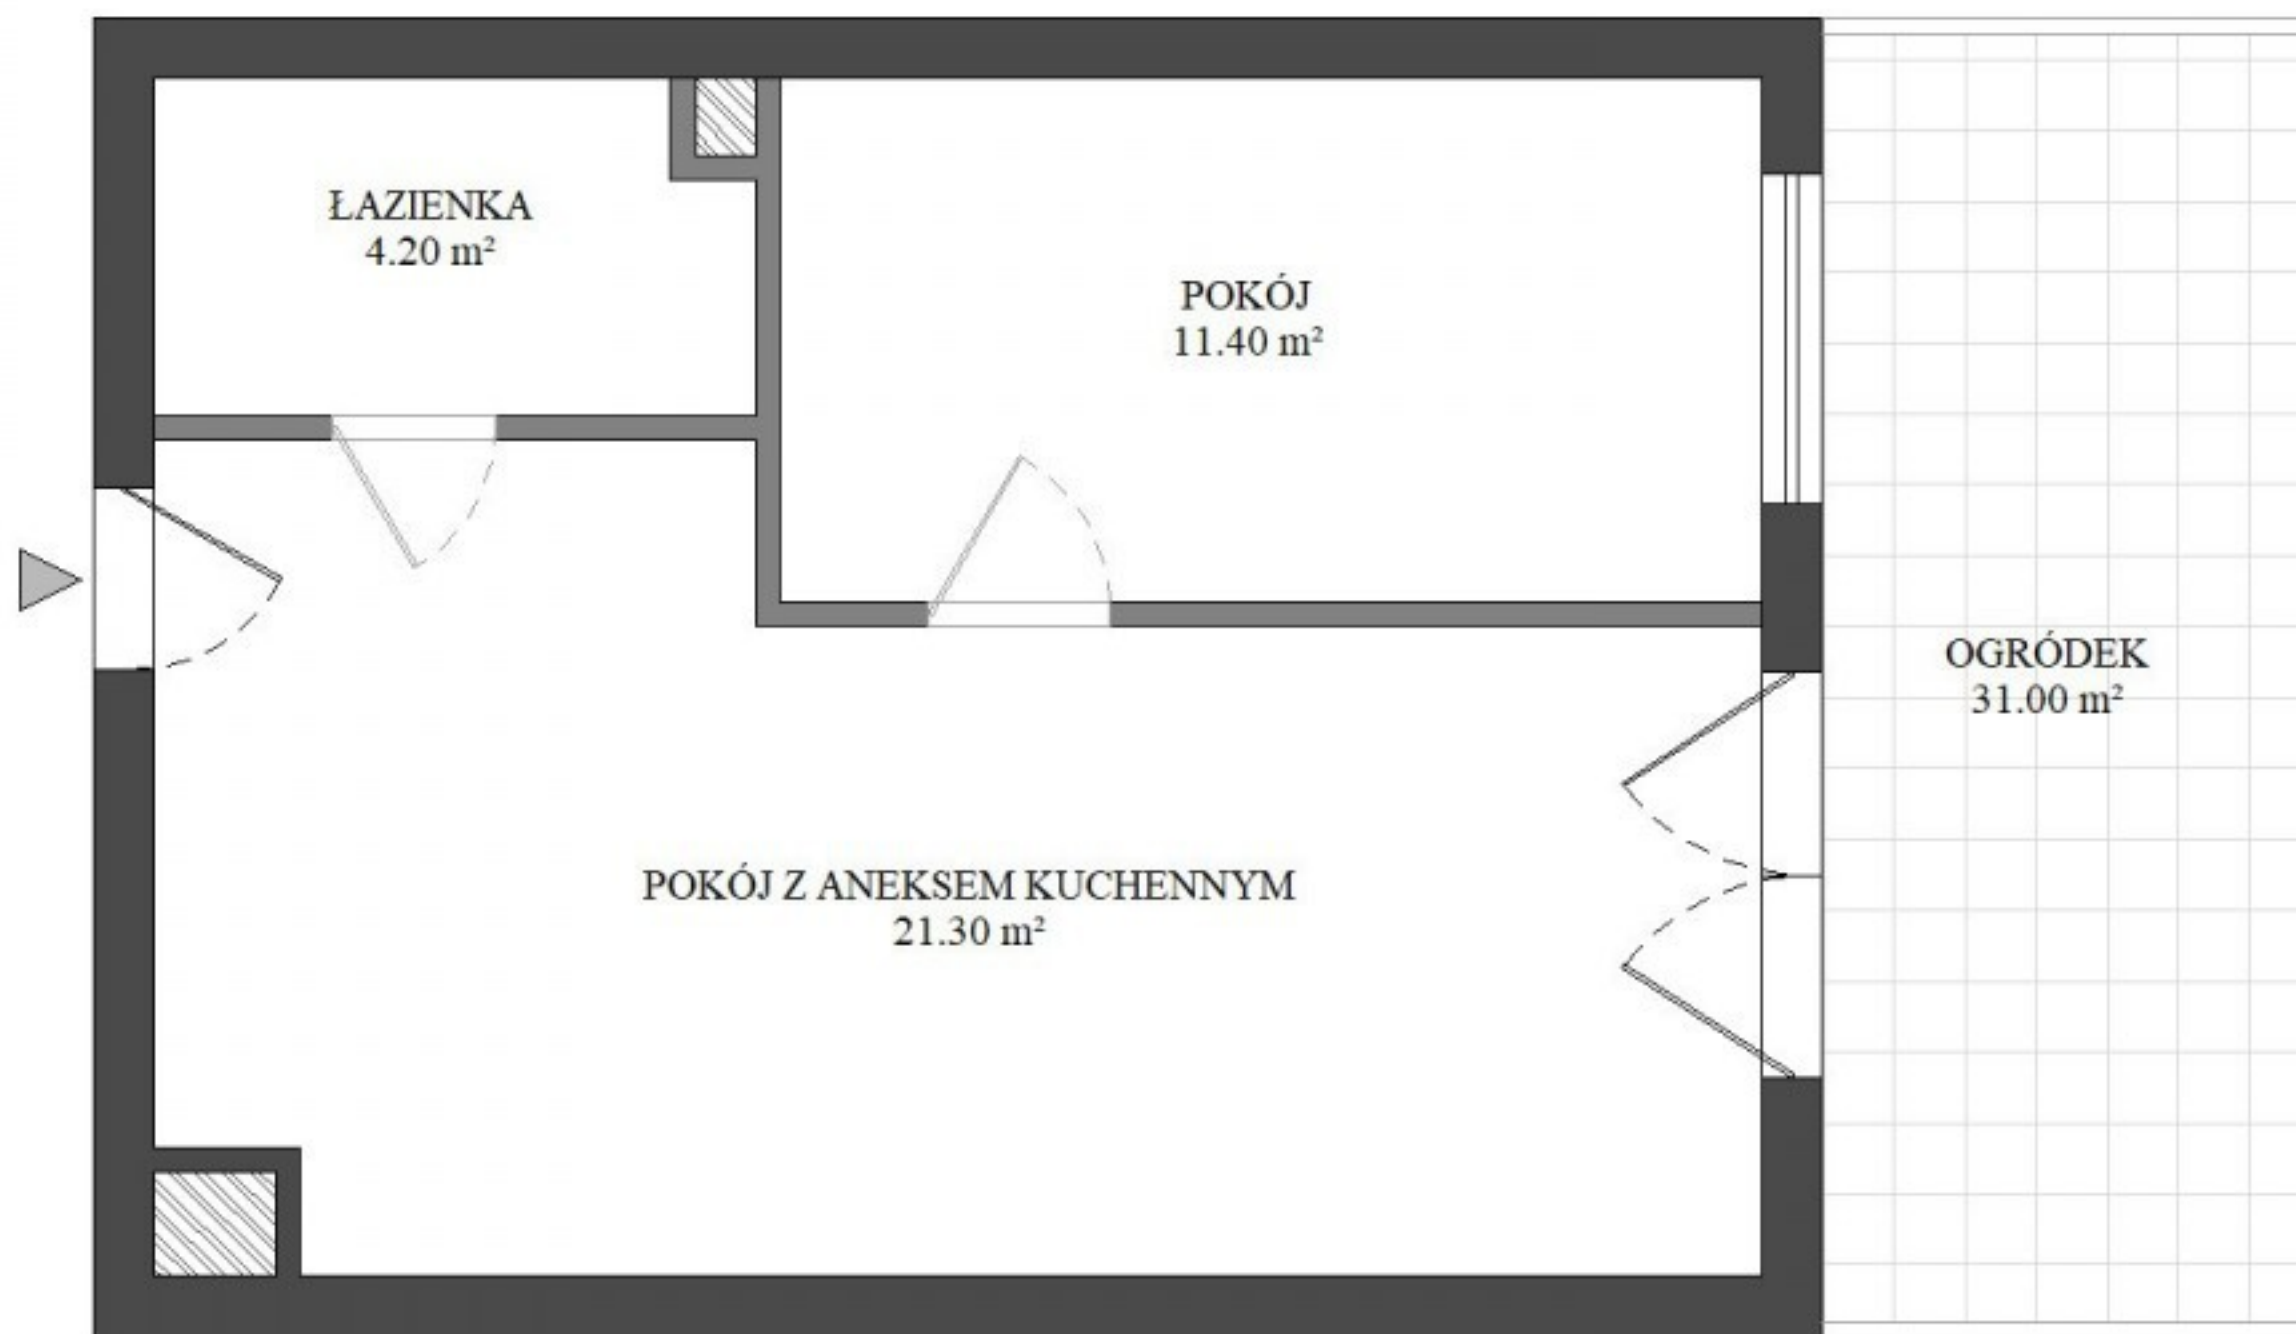 ŁAZIENKA
4.20 m²
POKÓJ
11.40 m²
OGRÓDEK
31.00 m²
POKÓJ Z ANEKSEM KUCHENNYM
21.30 m²